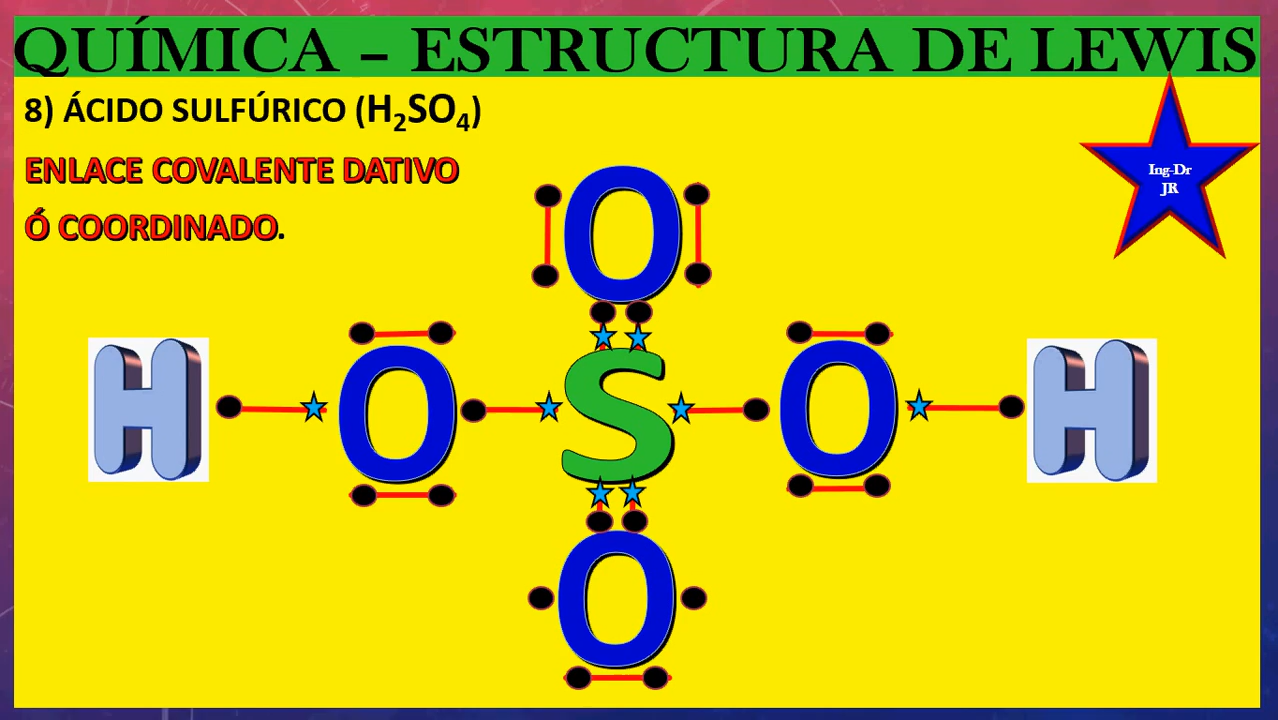 QUÍMICA – ESTRUCTURA DE LEWIS
8) ÁCIDO SULFÚRICO (H₂SO₄)
ENLACE COVALENTE DATIVO
Ó COORDINADO.
Ing-Dr
JR
O
H O S O H
O